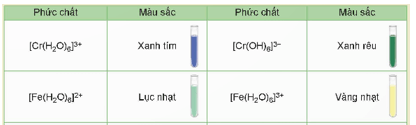 Phức chất Màu sắc Phức chất Màu sắc
[Cr(H₂O)₆]³⁺ Xanh tím [Cr(OH)₆]³⁻ Xanh rêu
[Fe(H₂O)₆]²⁺ Lục nhạt [Fe(H₂O)₆]³⁺ Vàng nhạt